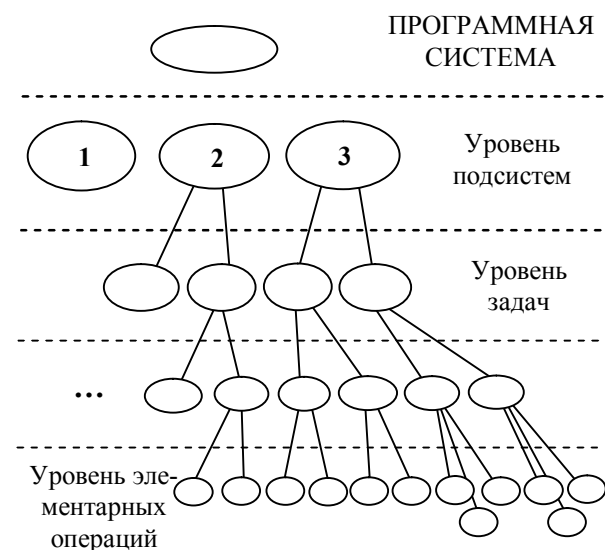 ПРОГРАММНАЯ
СИСТЕМА
1
2
3
Уровень
подсистем
Уровень
задач
...
Уровень эле-
ментарных
операций